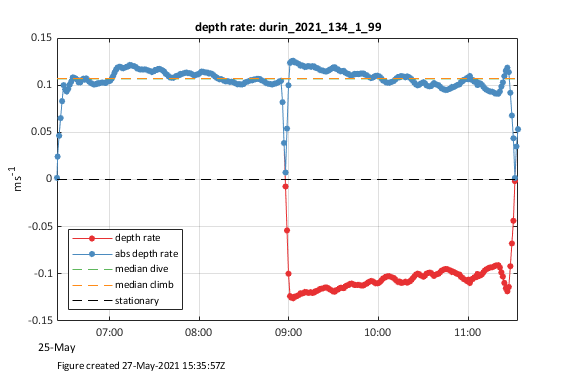 depth rate: durin_2021_134_1_99
0.15
0.1
0.05
0
-0.05
-0.1
-0.15
ms⁻¹
depth rate
abs depth rate
median dive
median climb
stationary
07:00 08:00 09:00 10:00 11:00
25-May
Figure created 27-May-2021 15:35:57Z